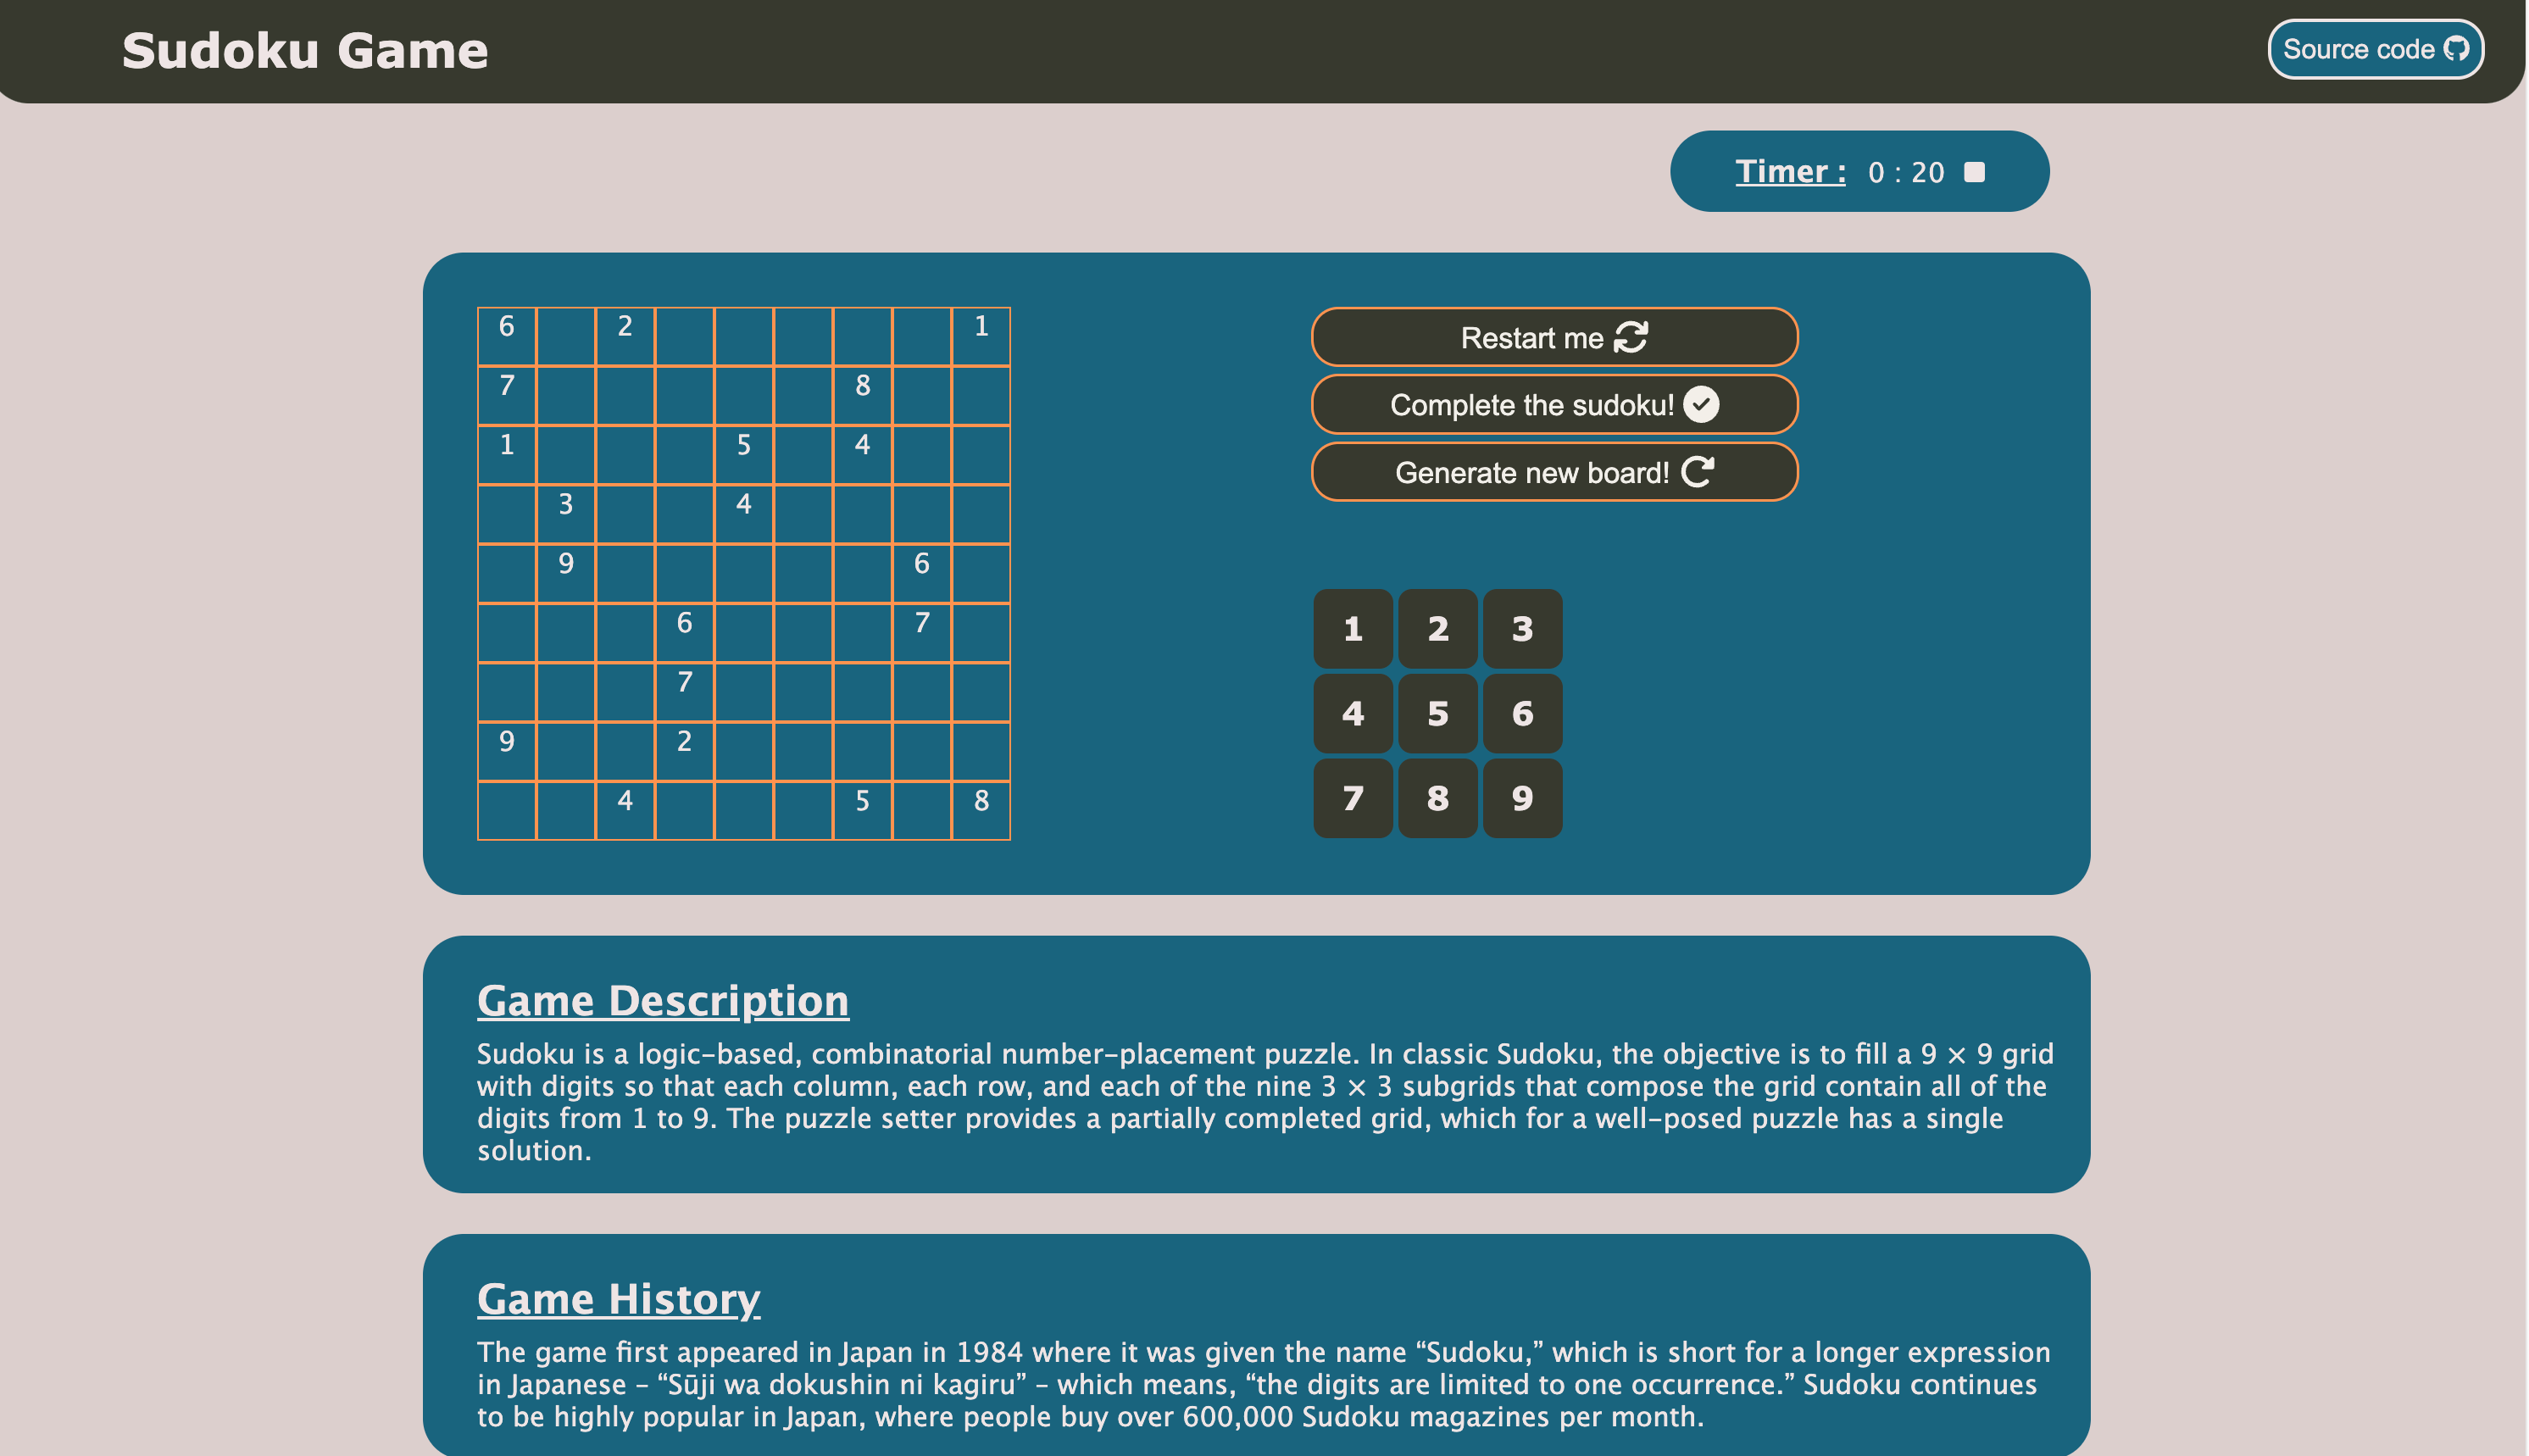 Sudoku Game
Source code
Timer : 0 : 20
6 2 1
7 8
1 5 4
3 4
9 6
6 7
7
9 2
4 5 8
Restart me
Complete the sudoku!
Generate new board!
1 2 3
4 5 6
7 8 9
Game Description
Sudoku is a logic-based, combinatorial number-placement puzzle. In classic Sudoku, the objective is to fill a 9 × 9 grid
with digits so that each column, each row, and each of the nine 3 × 3 subgrids that compose the grid contain all of the
digits from 1 to 9. The puzzle setter provides a partially completed grid, which for a well-posed puzzle has a single
solution.
Game History
The game first appeared in Japan in 1984 where it was given the name “Sudoku,” which is short for a longer expression
in Japanese – “Sūji wa dokushin ni kagiru” – which means, “the digits are limited to one occurrence.” Sudoku continues
to be highly popular in Japan, where people buy over 600,000 Sudoku magazines per month.